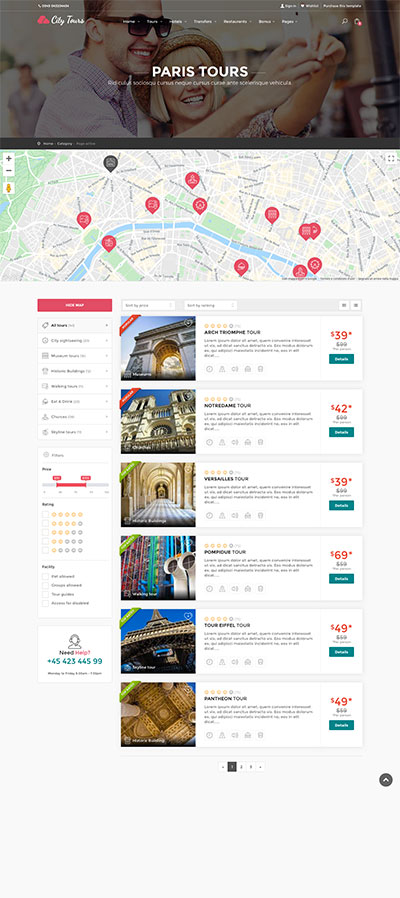 Sign in
Wishlist
Purchase this template
City Tours
Home
Tours
Hotels
Transfers
Restaurants
Bonus
Pages
PARIS TOURS
Ridiculus sociosqu cursus neque cursus curae ante scelerisque vehicula.
Home
Category
Page active
HIDE MAP
Sort by price
Sort by ranking
All tours
City sightseeing
Museum tours
Historic Buildings
Walking tours
Eat & Drink
Churces
Skyline tours
Filters
Price
Rating
Facility
Pet allowed
Groups allowed
Tour guides
Access for disabled
Need Help?
+45 423 445 99
Monday to Friday 9.00am - 7.30pm
Museums
ARCH TRIOMPHE TOUR
Lorem ipsum dolor sit amet, quem convenire interesset
ut vix, ad dicat sanctus detracto vis. Eos modus dolorum
ex, qui adipisci maiestatis inciderint no, eos in elitr
dicat.....
$39*
$99
Per person
Details
Churches
NOTREDAME TOUR
Lorem ipsum dolor sit amet, quem convenire interesset
ut vix, ad dicat sanctus detracto vis. Eos modus dolorum
ex, qui adipisci maiestatis inciderint no, eos in elitr
dicat.....
$42*
$99
Per person
Details
Historic Buildings
VERSAILLES TOUR
Lorem ipsum dolor sit amet, quem convenire interesset
ut vix, ad dicat sanctus detracto vis. Eos modus dolorum
ex, qui adipisci maiestatis inciderint no, eos in elitr
dicat.....
$39*
$99
Per person
Details
Walking tour
POMPIDUE TOUR
Lorem ipsum dolor sit amet, quem convenire interesset
ut vix, ad dicat sanctus detracto vis. Eos modus dolorum
ex, qui adipisci maiestatis inciderint no, eos in elitr
dicat.....
$69*
$99
Per person
Details
Skyline tour
TOUR EIFFEL TOUR
Lorem ipsum dolor sit amet, quem convenire interesset
ut vix, ad dicat sanctus detracto vis. Eos modus dolorum
ex, qui adipisci maiestatis inciderint no, eos in elitr
dicat.....
$49*
$59
Per person
Details
Historic Building
PANTHEON TOUR
Lorem ipsum dolor sit amet, quem convenire interesset
ut vix, ad dicat sanctus detracto vis. Eos modus dolorum
ex, qui adipisci maiestatis inciderint no, eos in elitr
dicat.....
$49*
$59
Per person
Details
« 1 2 3 »